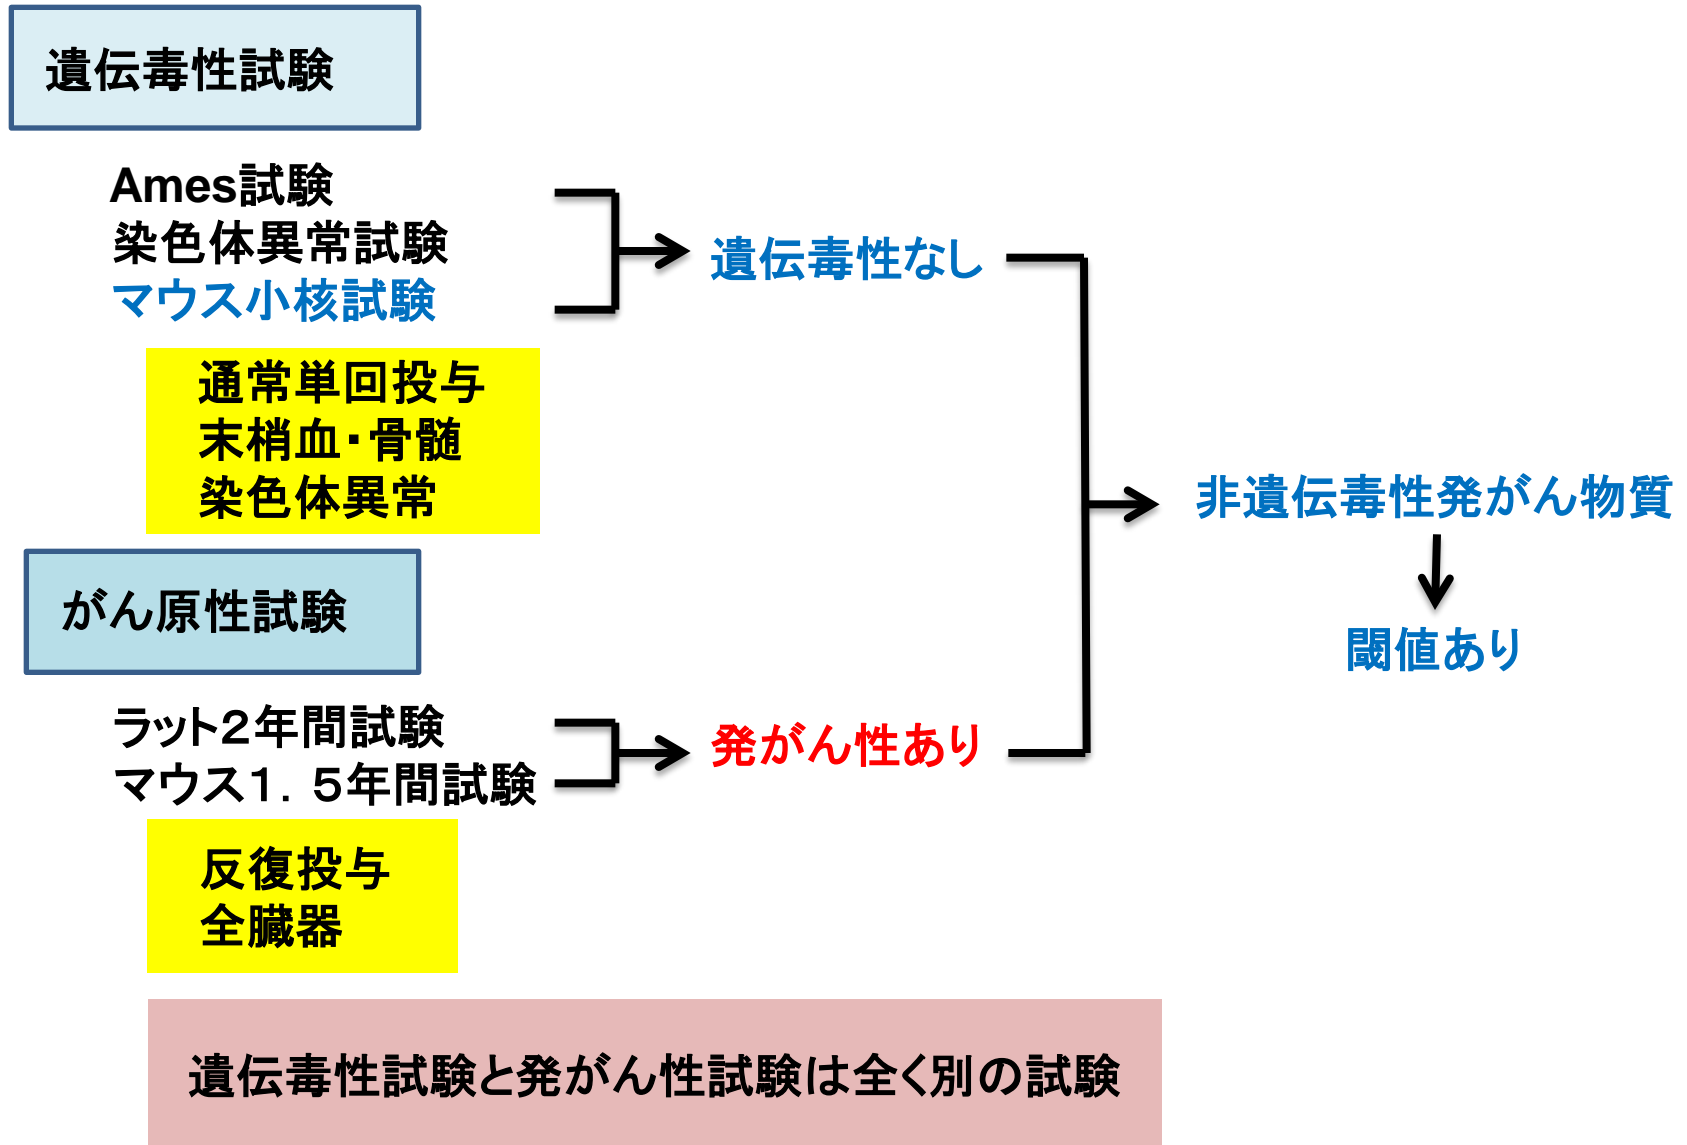 遺伝毒性試験
Ames試験
染色体異常試験
マウス小核試験
遺伝毒性なし
通常単回投与
末梢血・骨髄
染色体異常
非遺伝毒性発がん物質
閾値あり
がん原性試験
ラット２年間試験
マウス１．５年間試験
発がん性あり
反復投与
全臓器
遺伝毒性試験と発がん性試験は全く別の試験